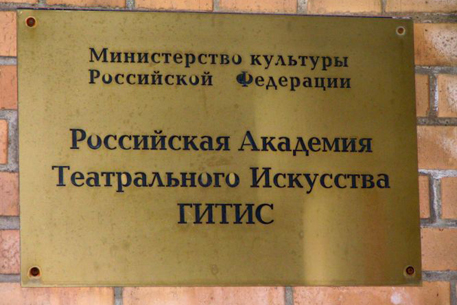 Министерство культуры
Российской Федерации
Российская Академия
Театрального Искусства
ГИТИС